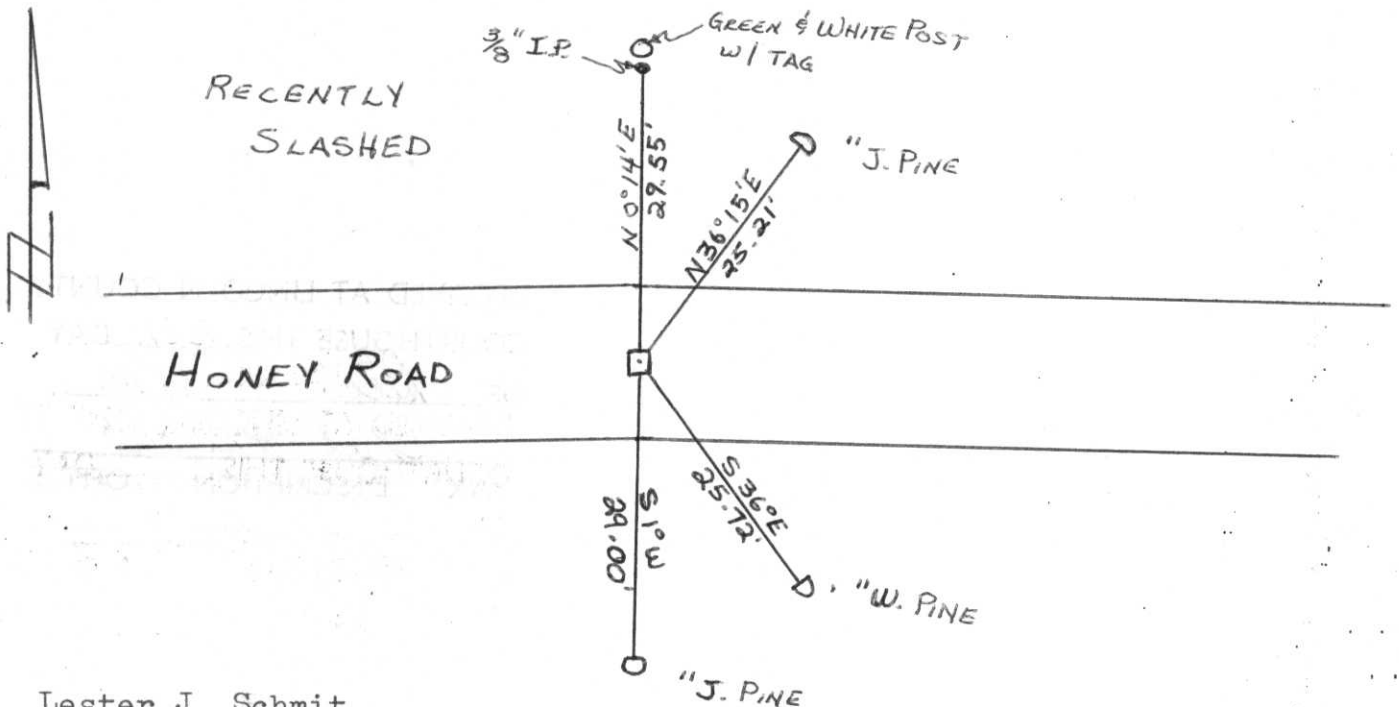 GREEN & WHITE POST
W/ TAG
3/8" I.P.
RECENTLY
SLASHED
N 0°14'E
29.55'
"J. PINE
N36°15'E
25.21'
HONEY ROAD
S 36°E
25.72'
S 1°W
29.00'
"W. PINE
"J. PINE
Lester J. Schmit